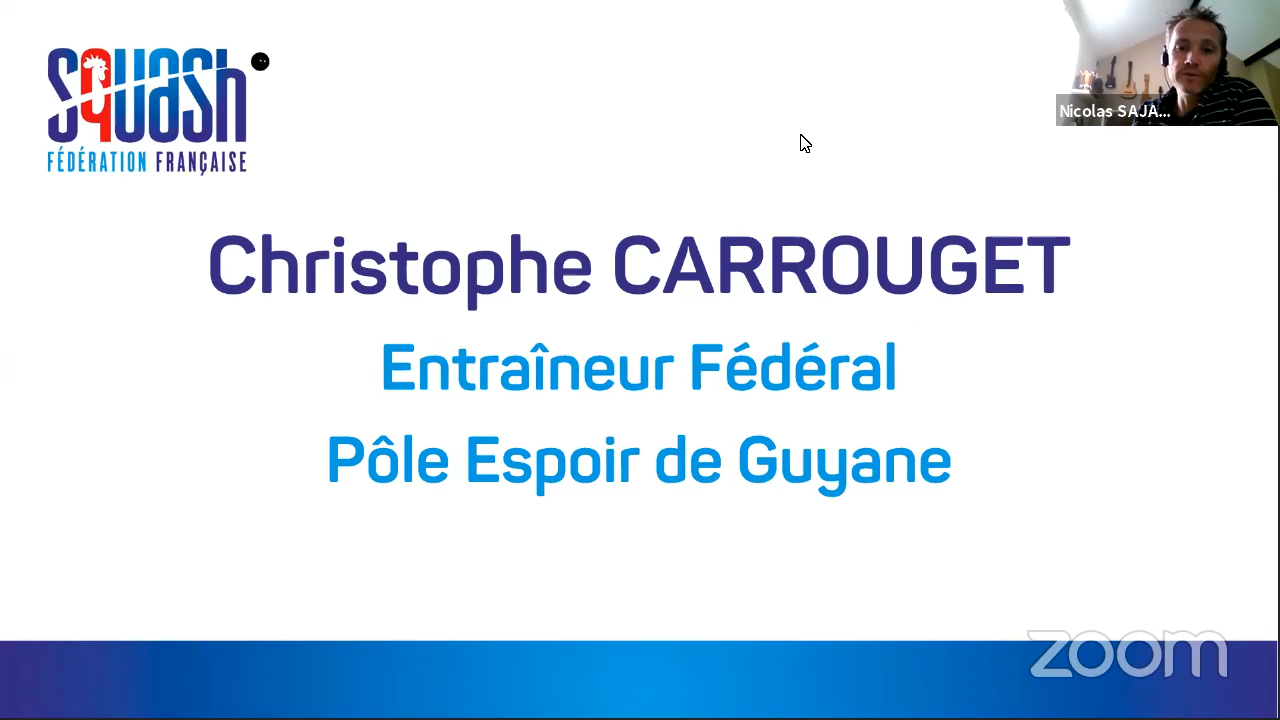 SQUASH
FÉDÉRATION FRANÇAISE
Nicolas SAJA...
Christophe CARROUGET
Entraîneur Fédéral
Pôle Espoir de Guyane
zoom